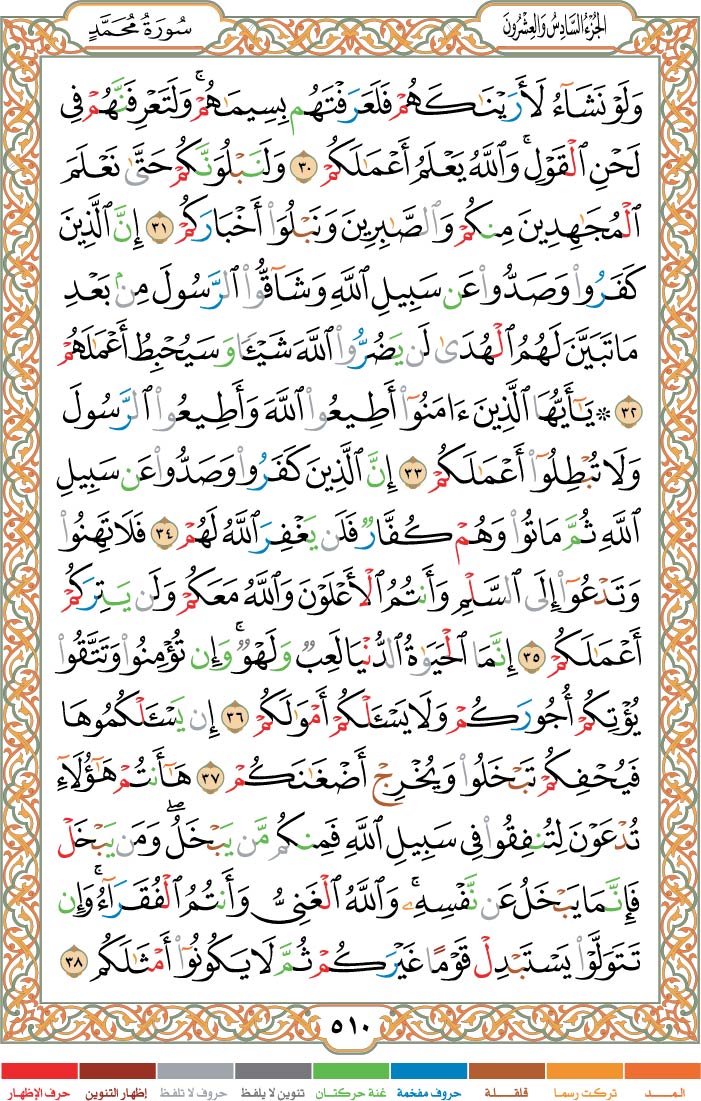 الجُزْءُ السَّادِسُ وَالعِشْرُونَ
سُورَةُ مُحَمَّدٍ
وَلَوْ نَشَآءُ لَأَرَيْنَٰكَهُمْ فَلَعَرَفْتَهُم بِسِيمَٰهُمْ ۚ وَلَتَعْرِفَنَّهُمْ فِى
لَحْنِ ٱلْقَوْلِ ۚ وَٱللَّهُ يَعْلَمُ أَعْمَٰلَكُمْ ٣٠ وَلَنَبْلُوَنَّكُمْ حَتَّىٰ نَعْلَمَ
ٱلْمُجَٰهِدِينَ مِنكُمْ وَٱلصَّٰبِرِينَ وَنَبْلُوَا۟ أَخْبَارَكُمْ ٣١ إِنَّ ٱلَّذِينَ
كَفَرُوا۟ وَصَدُّوا۟ عَن سَبِيلِ ٱللَّهِ وَشَآقُّوا۟ ٱلرَّسُولَ مِنۢ بَعْدِ
مَا تَبَيَّنَ لَهُمُ ٱلْهُدَىٰ لَن يَضُرُّوا۟ ٱللَّهَ شَيْـًٔا وَسَيُحْبِطُ أَعْمَٰلَهُمْ
٣٢ ۞ يَٰٓأَيُّهَا ٱلَّذِينَ ءَامَنُوٓا۟ أَطِيعُوا۟ ٱللَّهَ وَأَطِيعُوا۟ ٱلرَّسُولَ
وَلَا تُبْطِلُوٓا۟ أَعْمَٰلَكُمْ ٣٣ إِنَّ ٱلَّذِينَ كَفَرُوا۟ وَصَدُّوا۟ عَن سَبِيلِ
ٱللَّهِ ثُمَّ مَاتُوا۟ وَهُمْ كُفَّارٌ فَلَن يَغْفِرَ ٱللَّهُ لَهُمْ ٣٤ فَلَا تَهِنُوا۟
وَتَدْعُوٓا۟ إِلَى ٱلسَّلْمِ وَأَنتُمُ ٱلْأَعْلَوْنَ وَٱللَّهُ مَعَكُمْ وَلَن يَتِرَكُمْ
أَعْمَٰلَكُمْ ٣٥ إِنَّمَا ٱلْحَيَوٰةُ ٱلدُّنْيَا لَعِبٌ وَلَهْوٌ ۚ وَإِن تُؤْمِنُوا۟ وَتَتَّقُوا۟
يُؤْتِكُمْ أُجُورَكُمْ وَلَا يَسْـَٔلْكُمْ أَمْوَٰلَكُمْ ٣٦ إِن يَسْـَٔلْكُمُوهَا
فَيُحْفِكُمْ تَبْخَلُوا۟ وَيُخْرِجْ أَضْغَٰنَكُمْ ٣٧ هَٰٓأَنتُمْ هَٰٓؤُلَآءِ
تُدْعَوْنَ لِتُنفِقُوا۟ فِى سَبِيلِ ٱللَّهِ فَمِنكُم مَّن يَبْخَلُ ۖ وَمَن يَبْخَلْ
فَإِنَّمَا يَبْخَلُ عَن نَّفْسِهِۦ ۚ وَٱللَّهُ ٱلْغَنِىُّ وَأَنتُمُ ٱلْفُقَرَآءُ ۚ وَإِن
تَتَوَلَّوْا۟ يَسْتَبْدِلْ قَوْمًا غَيْرَكُمْ ثُمَّ لَا يَكُونُوٓا۟ أَمْثَٰلَكُم ٣٨
٥١٠
المـــد تركت رسما قلقـلة حروف مفخمة غنة حركتان تنوين لا يلفظ حروف لا تلفظ إظهار التنوين حرف الإظهار